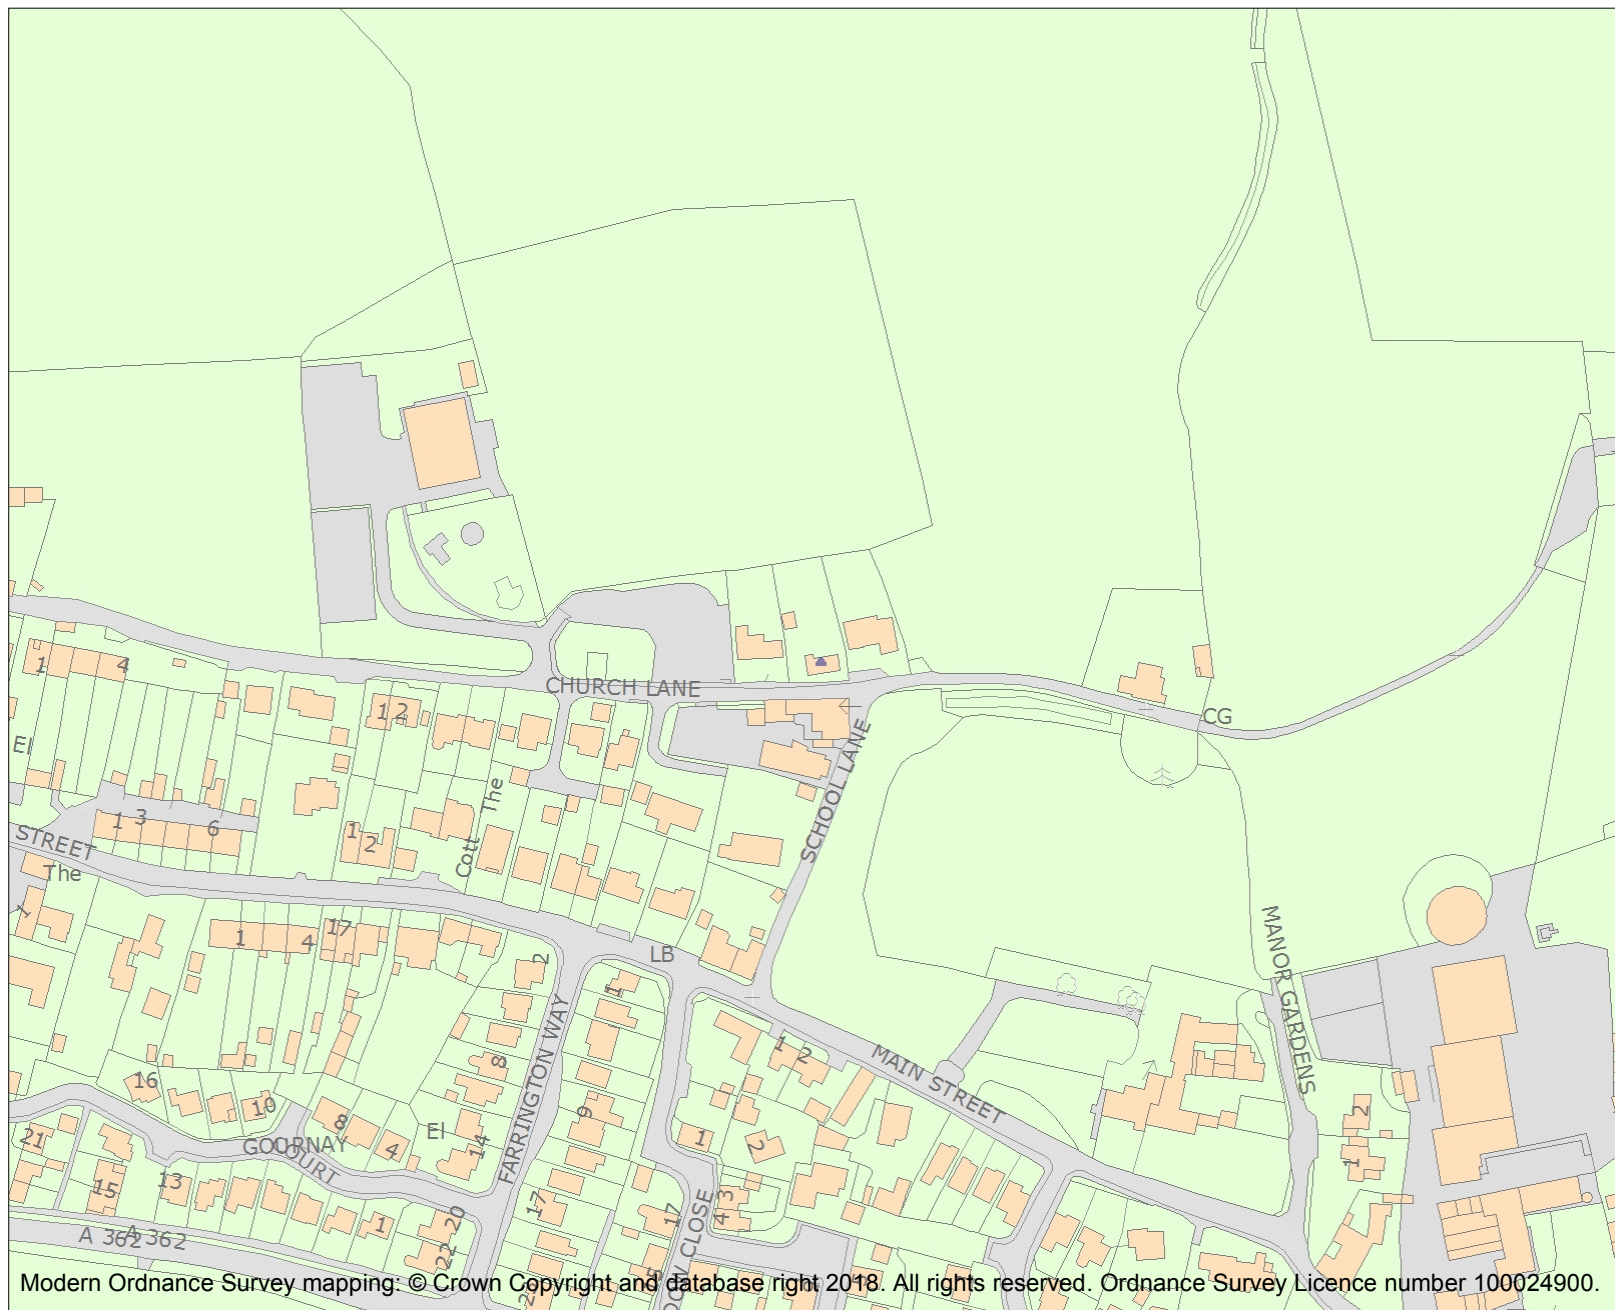 1
4
CHURCH LANE
1 2
CG
El
The
SCHOOL LANE
1
3
6
1
2
Cott
STREET
The
1
1
4
17
2
LB
MANOR GARDENS
1
FARRINGTON WAY
8
1
2
MAIN STREET
16
10
8
4
El
14
9
1
2
2
1
21
GOURNAY
COURT
15
13
1
20
22
17
17
3
4
A 362
A 362
Modern Ordnance Survey mapping: © Crown Copyright and database right 2018. All rights reserved. Ordnance Survey Licence number 100024900.